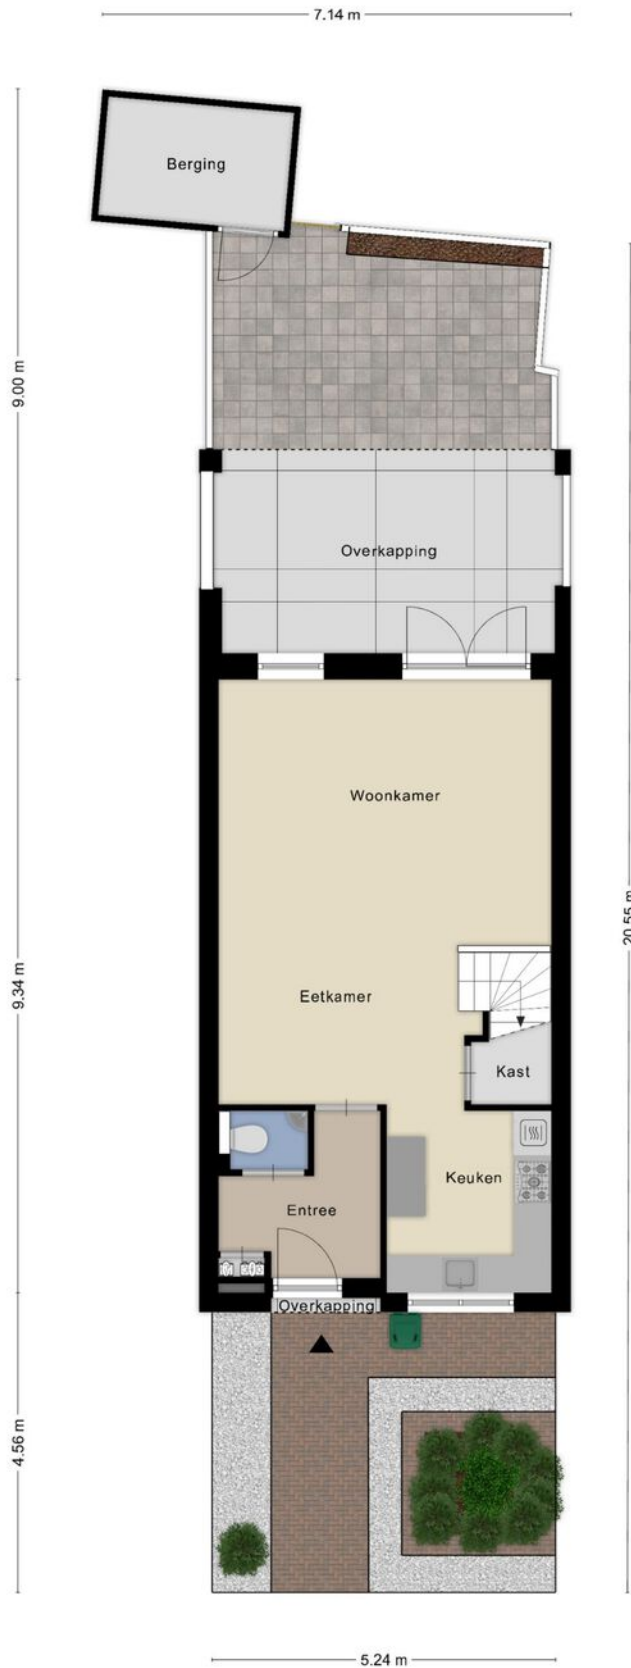 7.14 m
Berging
9.00 m
Overkapping
Woonkamer
20.55 m
9.34 m
Eetkamer
Kast
Keuken
Entree
Overkapping
4.56 m
5.24 m